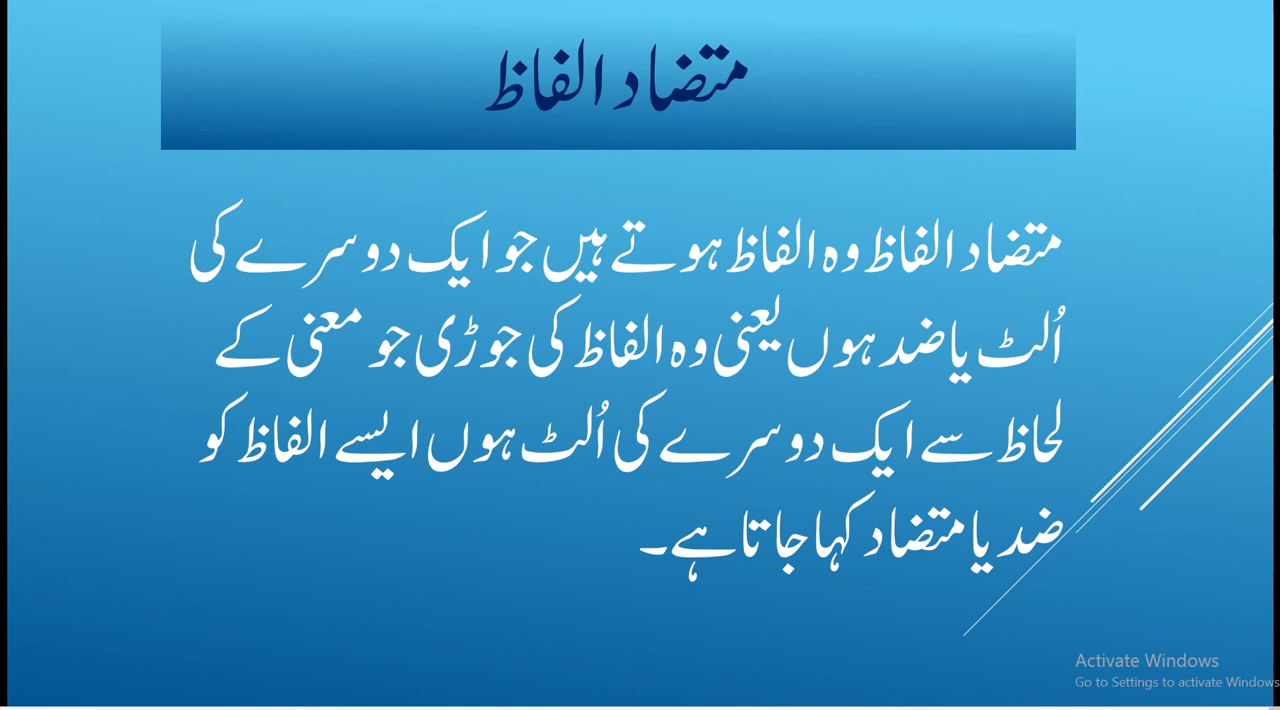 متضاد الفاظ
متضاد الفاظ وہ الفاظ ہوتے ہیں جو ایک دوسرے کی
اُلٹ یا ضد ہوں یعنی وہ الفاظ کی جوڑی جو معنی کے
لحاظ سے ایک دوسرے کی اُلٹ ہوں ایسے الفاظ کو
ضد یا متضاد کہا جاتا ہے۔
Activate Windows
Go to Settings to activate Windows